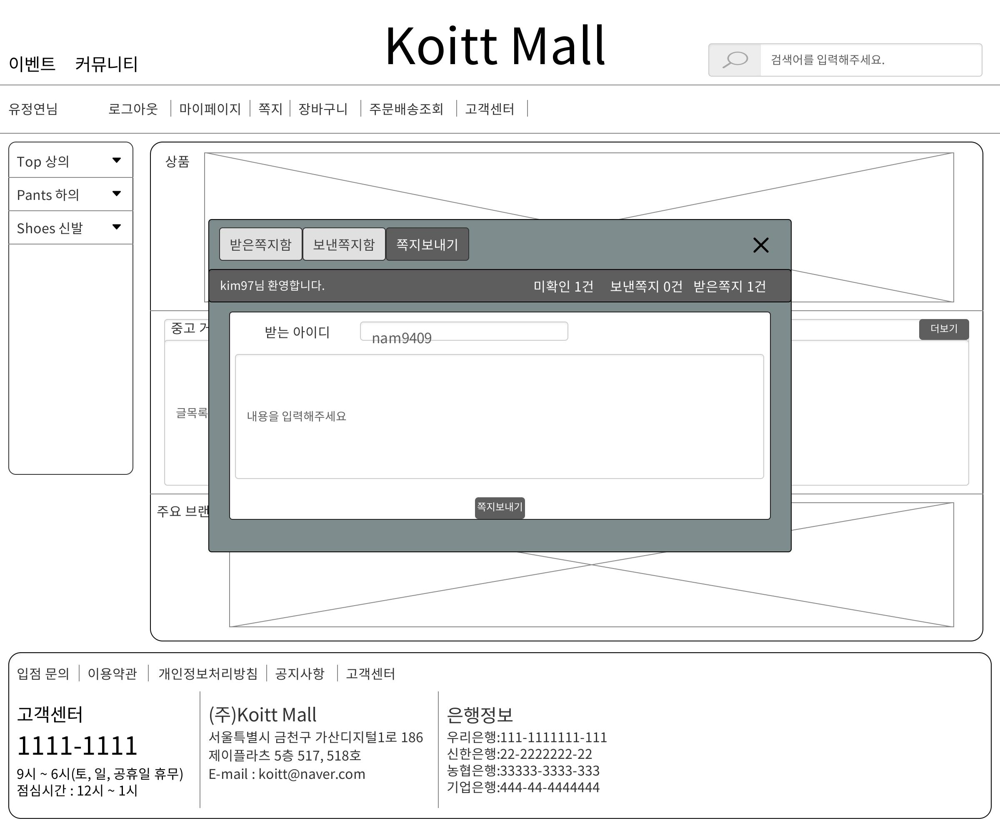 Koitt Mall
이벤트 커뮤니티
검색어를 입력해주세요.
유정연님 로그아웃 마이페이지 쪽지 장바구니 주문배송조회 고객센터
Top 상의
Pants 하의
Shoes 신발
상품
받은쪽지함 보낸쪽지함 쪽지보내기
kim97님 환영합니다. 미확인 1건 보낸쪽지 0건 받은쪽지 1건
중고 거
더보기
받는 아이디 nam9409
글목록
내용을 입력해주세요
쪽지보내기
주요 브랜
입점 문의 이용약관 개인정보처리방침 공지사항 고객센터
고객센터
1111-1111
9시 ~ 6시(토, 일, 공휴일 휴무)
점심시간 : 12시 ~ 1시
(주)Koitt Mall
서울특별시 금천구 가산디지털1로 186
제이플라츠 5층 517, 518호
E-mail : koitt@naver.com
은행정보
우리은행:111-1111111-111
신한은행:22-2222222-22
농협은행:33333-3333-333
기업은행:444-44-4444444